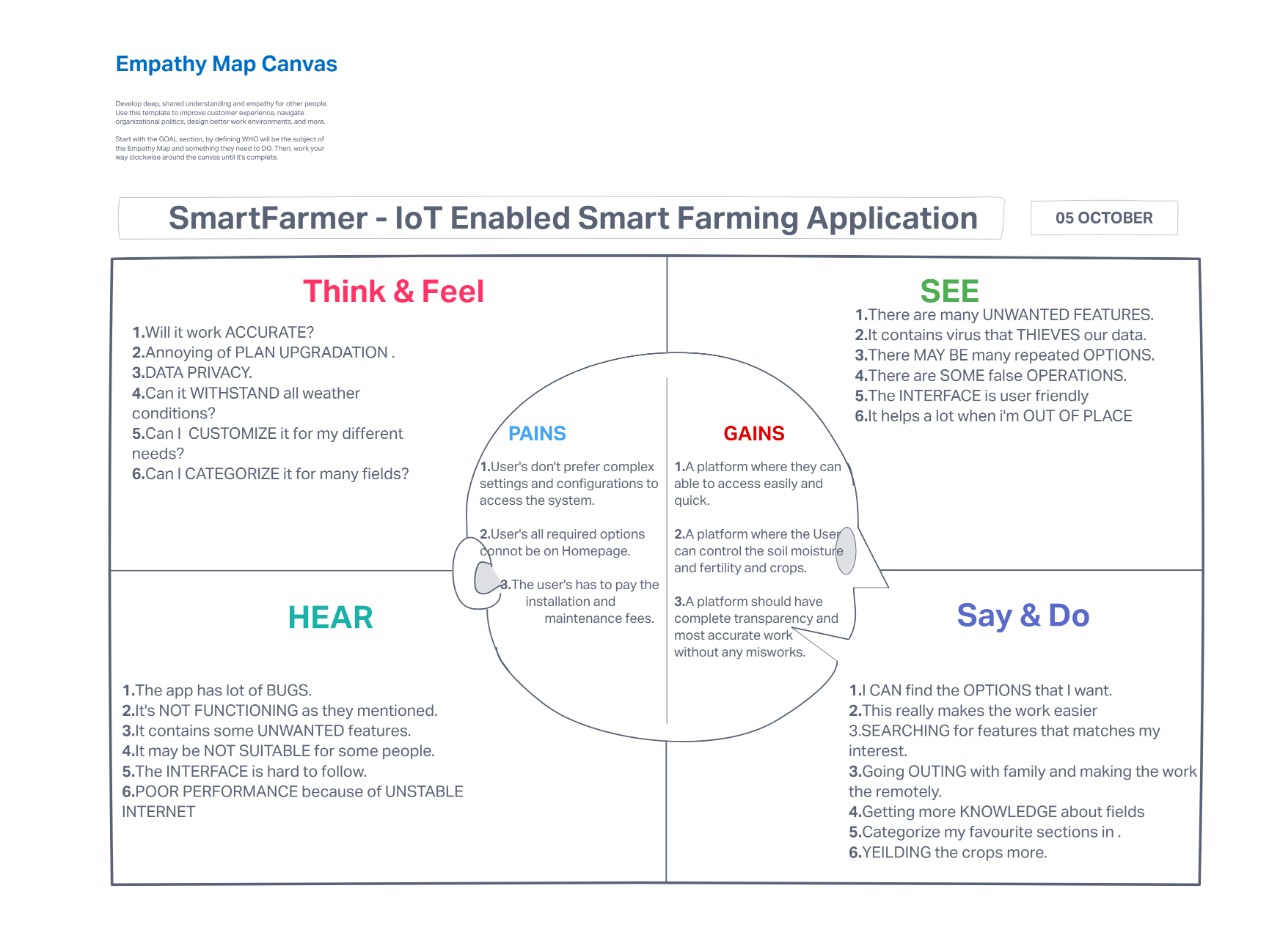 Empathy Map Canvas
Develop deep, shared understanding and empathy for other people.
Use this template to improve customer experience, navigate
organizational politics, design better work environments, and more.
Start with the GOAL section, by defining WHO will be the subject of
the Empathy Map and something they need to DO. Then, work your
way clockwise around the canvas until it's complete.
SmartFarmer - IoT Enabled Smart Farming Application
05 OCTOBER
Think & Feel
1.Will it work ACCURATE?
2.Annoying of PLAN UPGRADATION .
3.DATA PRIVACY.
4.Can it WITHSTAND all weather
conditions?
5.Can I  CUSTOMIZE it for my different
needs?
6.Can I CATEGORIZE it for many fields?
SEE
1.There are many UNWANTED FEATURES.
2.It contains virus that THIEVES our data.
3.There MAY BE many repeated OPTIONS.
4.There are SOME false OPERATIONS.
5.The INTERFACE is user friendly
6.It helps a lot when i'm OUT OF PLACE
PAINS
1.User's don't prefer complex
settings and configurations to
access the system.
2.User's all required options
connot be on Homepage.
3.The user's has to pay the
installation and
maintenance fees.
GAINS
1.A platform where they can
able to access easily and
quick.
2.A platform where the User
can control the soil moisture
and fertility and crops.
3.A platform should have
complete transparency and
most accurate work
without any misworks.
HEAR
1.The app has lot of BUGS.
2.It's NOT FUNCTIONING as they mentioned.
3.It contains some UNWANTED features.
4.It may be NOT SUITABLE for some people.
5.The INTERFACE is hard to follow.
6.POOR PERFORMANCE because of UNSTABLE
INTERNET
Say & Do
1.I CAN find the OPTIONS that I want.
2.This really makes the work easier
3.SEARCHING for features that matches my
interest.
3.Going OUTING with family and making the work
the remotely.
4.Getting more KNOWLEDGE about fields
5.Categorize my favourite sections in .
6.YEILDING the crops more.